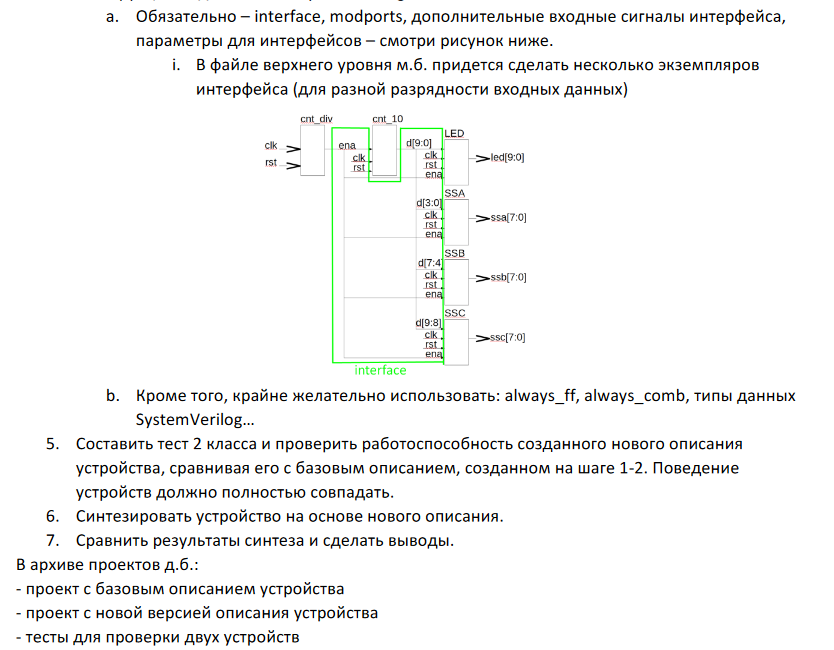 a. Обязательно – interface, modports, дополнительные входные сигналы интерфейса,
параметры для интерфейсов – смотри рисунок ниже.
i. В файле верхнего уровня м.б. придется сделать несколько экземпляров
интерфейса (для разной разрядности входных данных)
cnt_div cnt_10
LED
clk ena d[9:0]
clk clk led[9:0]
rst rst rst
ena
SSA
d[3:0]
clk
rst ssa[7:0]
ena
SSB
d[7:4]
clk
rst ssb[7:0]
ena
SSC
d[9:8]
clk
rst ssc[7:0]
ena
interface
b. Кроме того, крайне желательно использовать: always_ff, always_comb, типы данных
SystemVerilog…
5. Составить тест 2 класса и проверить работоспособность созданного нового описания
устройства, сравнивая его с базовым описанием, созданном на шаге 1-2. Поведение
устройств должно полностью совпадать.
6. Синтезировать устройство на основе нового описания.
7. Сравнить результаты синтеза и сделать выводы.
В архиве проектов д.б.:
- проект с базовым описанием устройства
- проект с новой версией описания устройства
- тесты для проверки двух устройств